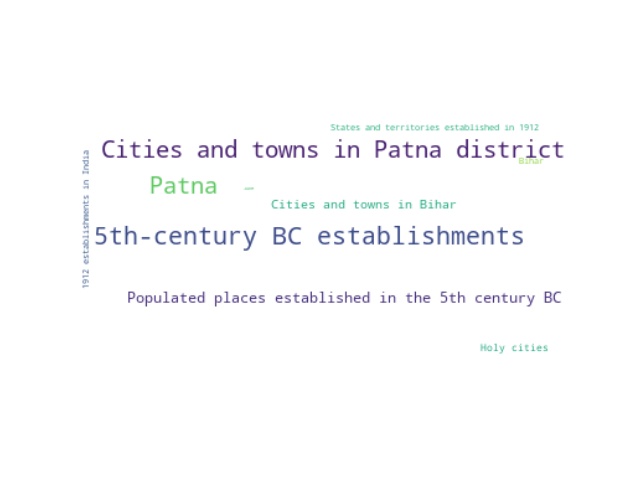 States and territories established in 1912
Cities and towns in Patna district
Bihar
Patna –
Cities and towns in Bihar
1912 establishments in India
5th-century BC establishments
Populated places established in the 5th century BC
Holy cities